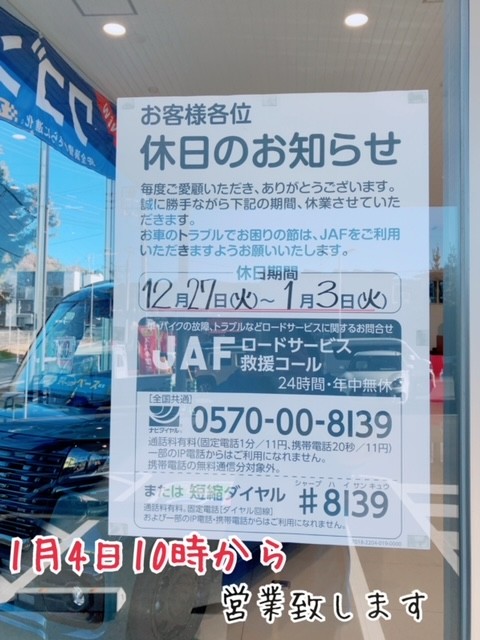 ワゴン
お客様各位
休日のお知らせ
毎度ご愛顧いただき、ありがとうございます。
誠に勝手ながら下記の期間、休業させていた
だきます。
お車のトラブルでお困りの節は、JAFをご利用
いただきますようお願いいたします。
休日期間
12月27日(火)～1月3日(火)
車・バイクの故障、トラブルなどロードサービスに関するお問合せ
JAF ロードサービス
救援コール
24時間・年中無休
[全国共通]
ナビダイヤル 0570-00-8139
通話料有料(固定電話1分／11円、携帯電話20秒／11円)
一部のIP電話からはご利用になれません。
携帯電話の無料通信分対象外。
または 短縮ダイヤル
シャープ ハ イ サン キュウ
#8139
通話料有料。固定電話[ダイヤル回線]
および一部のIP電話・携帯電話からはご利用になれません。
1月4日10時から
営業致します